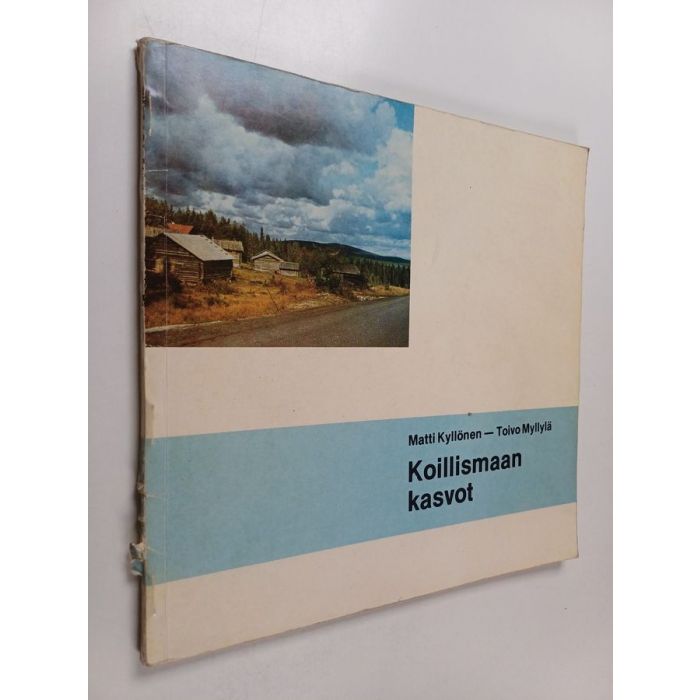 Matti Kyllönen — Toivo Myllylä
Koillismaan
kasvot